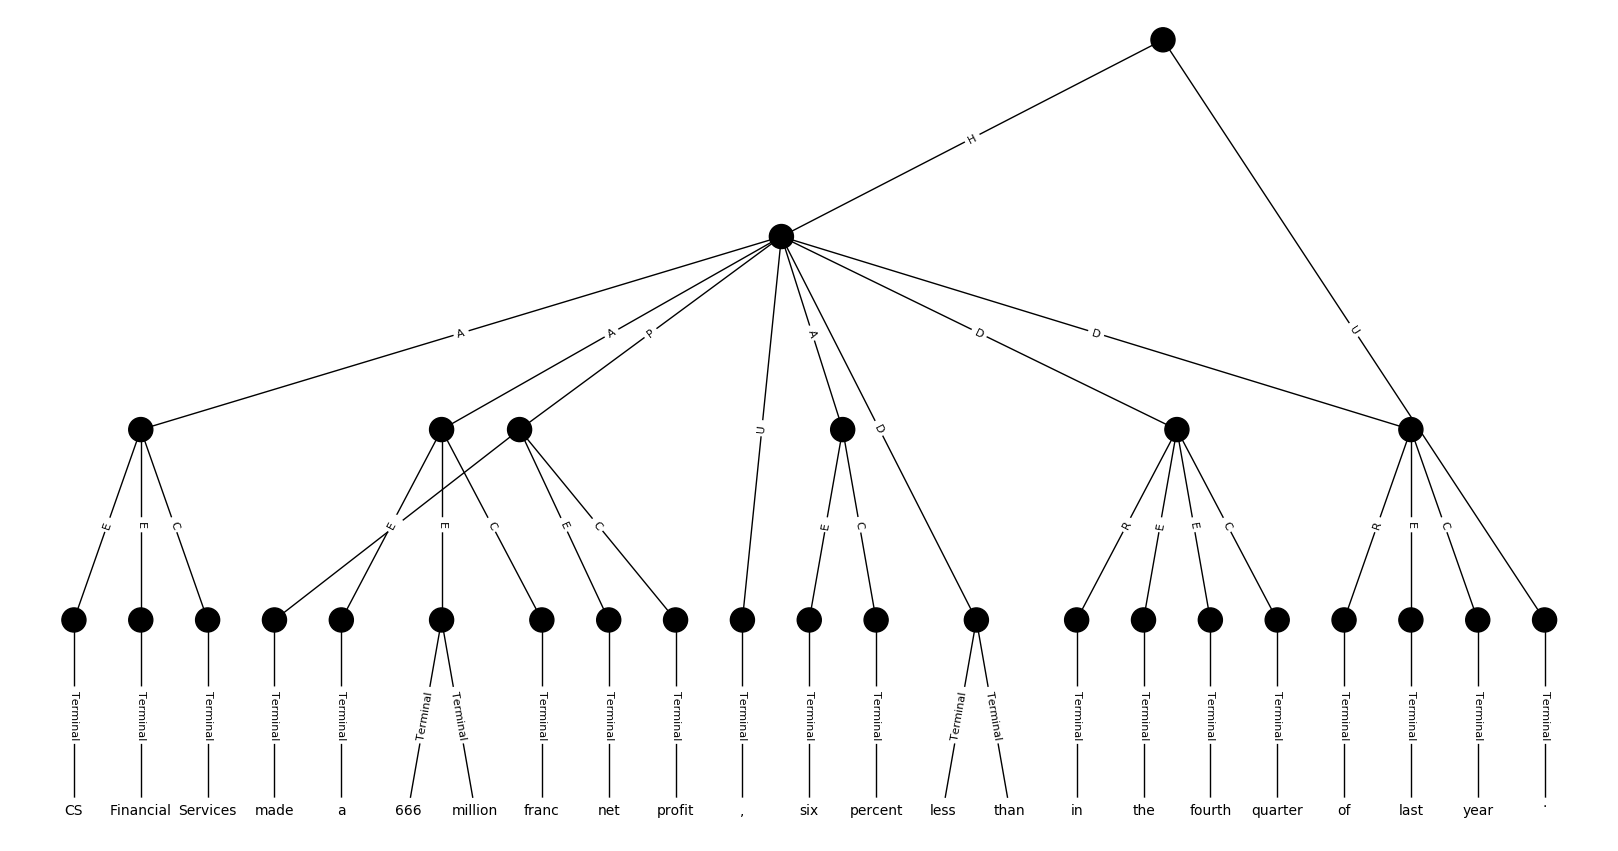 H
U
A
A
P
U
A
D
D
D
E
E
C
E
E
C
E
C
E
C
R
E
E
C
R
E
C
Terminal Terminal Terminal Terminal Terminal Terminal Terminal Terminal Terminal Terminal Terminal Terminal Terminal Terminal Terminal Terminal Terminal Terminal Terminal Terminal Terminal Terminal Terminal
CS Financial Services made a 666 million franc net profit , six percent less than in the fourth quarter of last year .